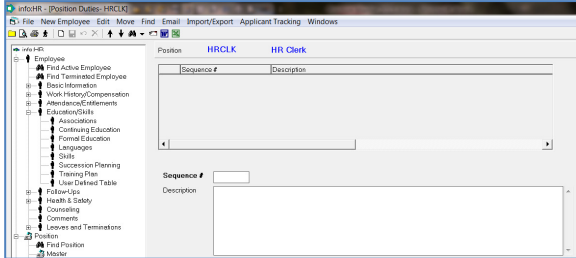 info:HR - [Position Duties- HRCLK]
File New Employee Edit Move Find Email Import/Export Applicant Tracking Windows
info:HR
Employee
Find Active Employee
Find Terminated Employee
Basic Information
Work History/Compensation
Attendance/Entitlements
Education/Skills
Associations
Continuing Education
Formal Education
Languages
Skills
Succession Planning
Training Plan
User Defined Table
Follow-Ups
Health & Safety
Counseling
Comments
Leaves and Terminations
Position
Find Position
Master
Position HRCLK HR Clerk
Sequence # Description
Sequence #
Description